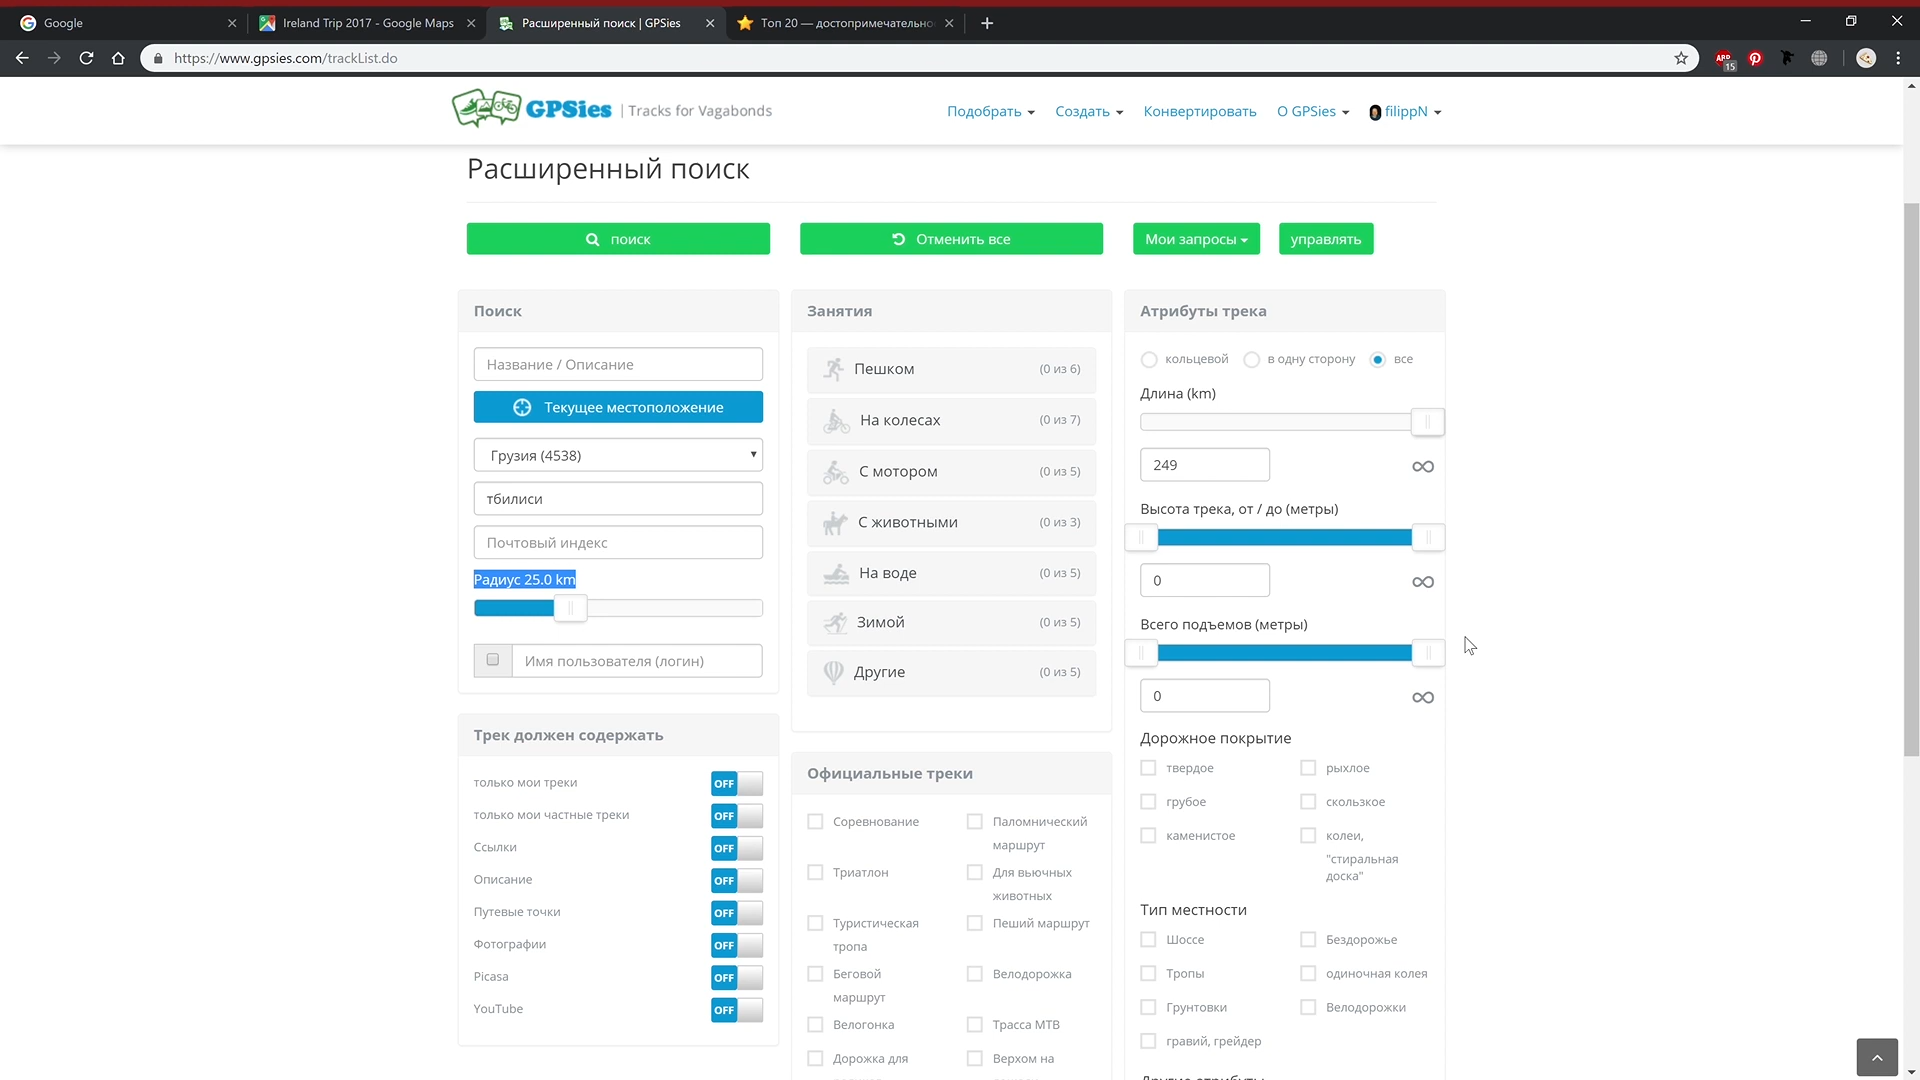 Google
Ireland Trip 2017 - Google Maps
Расширенный поиск | GPSies
Топ 20 — достопримечательно
https://www.gpsies.com/trackList.do
ABP
15
GPSies | Tracks for Vagabonds
Подобрать
Создать
Конвертировать
О GPSies
filippN
Расширенный поиск
поиск
Отменить все
Мои запросы
управлять
Поиск
Название / Описание
Текущее местоположение
Грузия (4538)
тбилиси
Почтовый индекс
Радиус 25.0 km
Имя пользователя (логин)
Трек должен содержать
только мои треки OFF
только мои частные треки OFF
Ссылки OFF
Описание OFF
Путевые точки OFF
Фотографии OFF
Picasa OFF
YouTube OFF
Занятия
Пешком (0 из 6)
На колесах (0 из 7)
С мотором (0 из 5)
С животными (0 из 3)
На воде (0 из 5)
Зимой (0 из 5)
Другие (0 из 5)
Официальные треки
Соревнование
Паломнический
маршрут
Триатлон
Для вьючных
животных
Туристическая
тропа
Пеший маршрут
Беговой
маршрут
Велодорожка
Велогонка
Трасса МТВ
Дорожка для
Верхом на
Атрибуты трека
кольцевой в одну сторону все
Длина (km)
249 ∞
Высота трека, от / до (метры)
0 ∞
Всего подъемов (метры)
0 ∞
Дорожное покрытие
твердое
рыхлое
грубое
скользкое
каменистое
колеи,
"стиральная
доска"
Тип местности
Шоссе
Бездорожье
Тропы
одиночная колея
Грунтовки
Велодорожки
гравий, грейдер